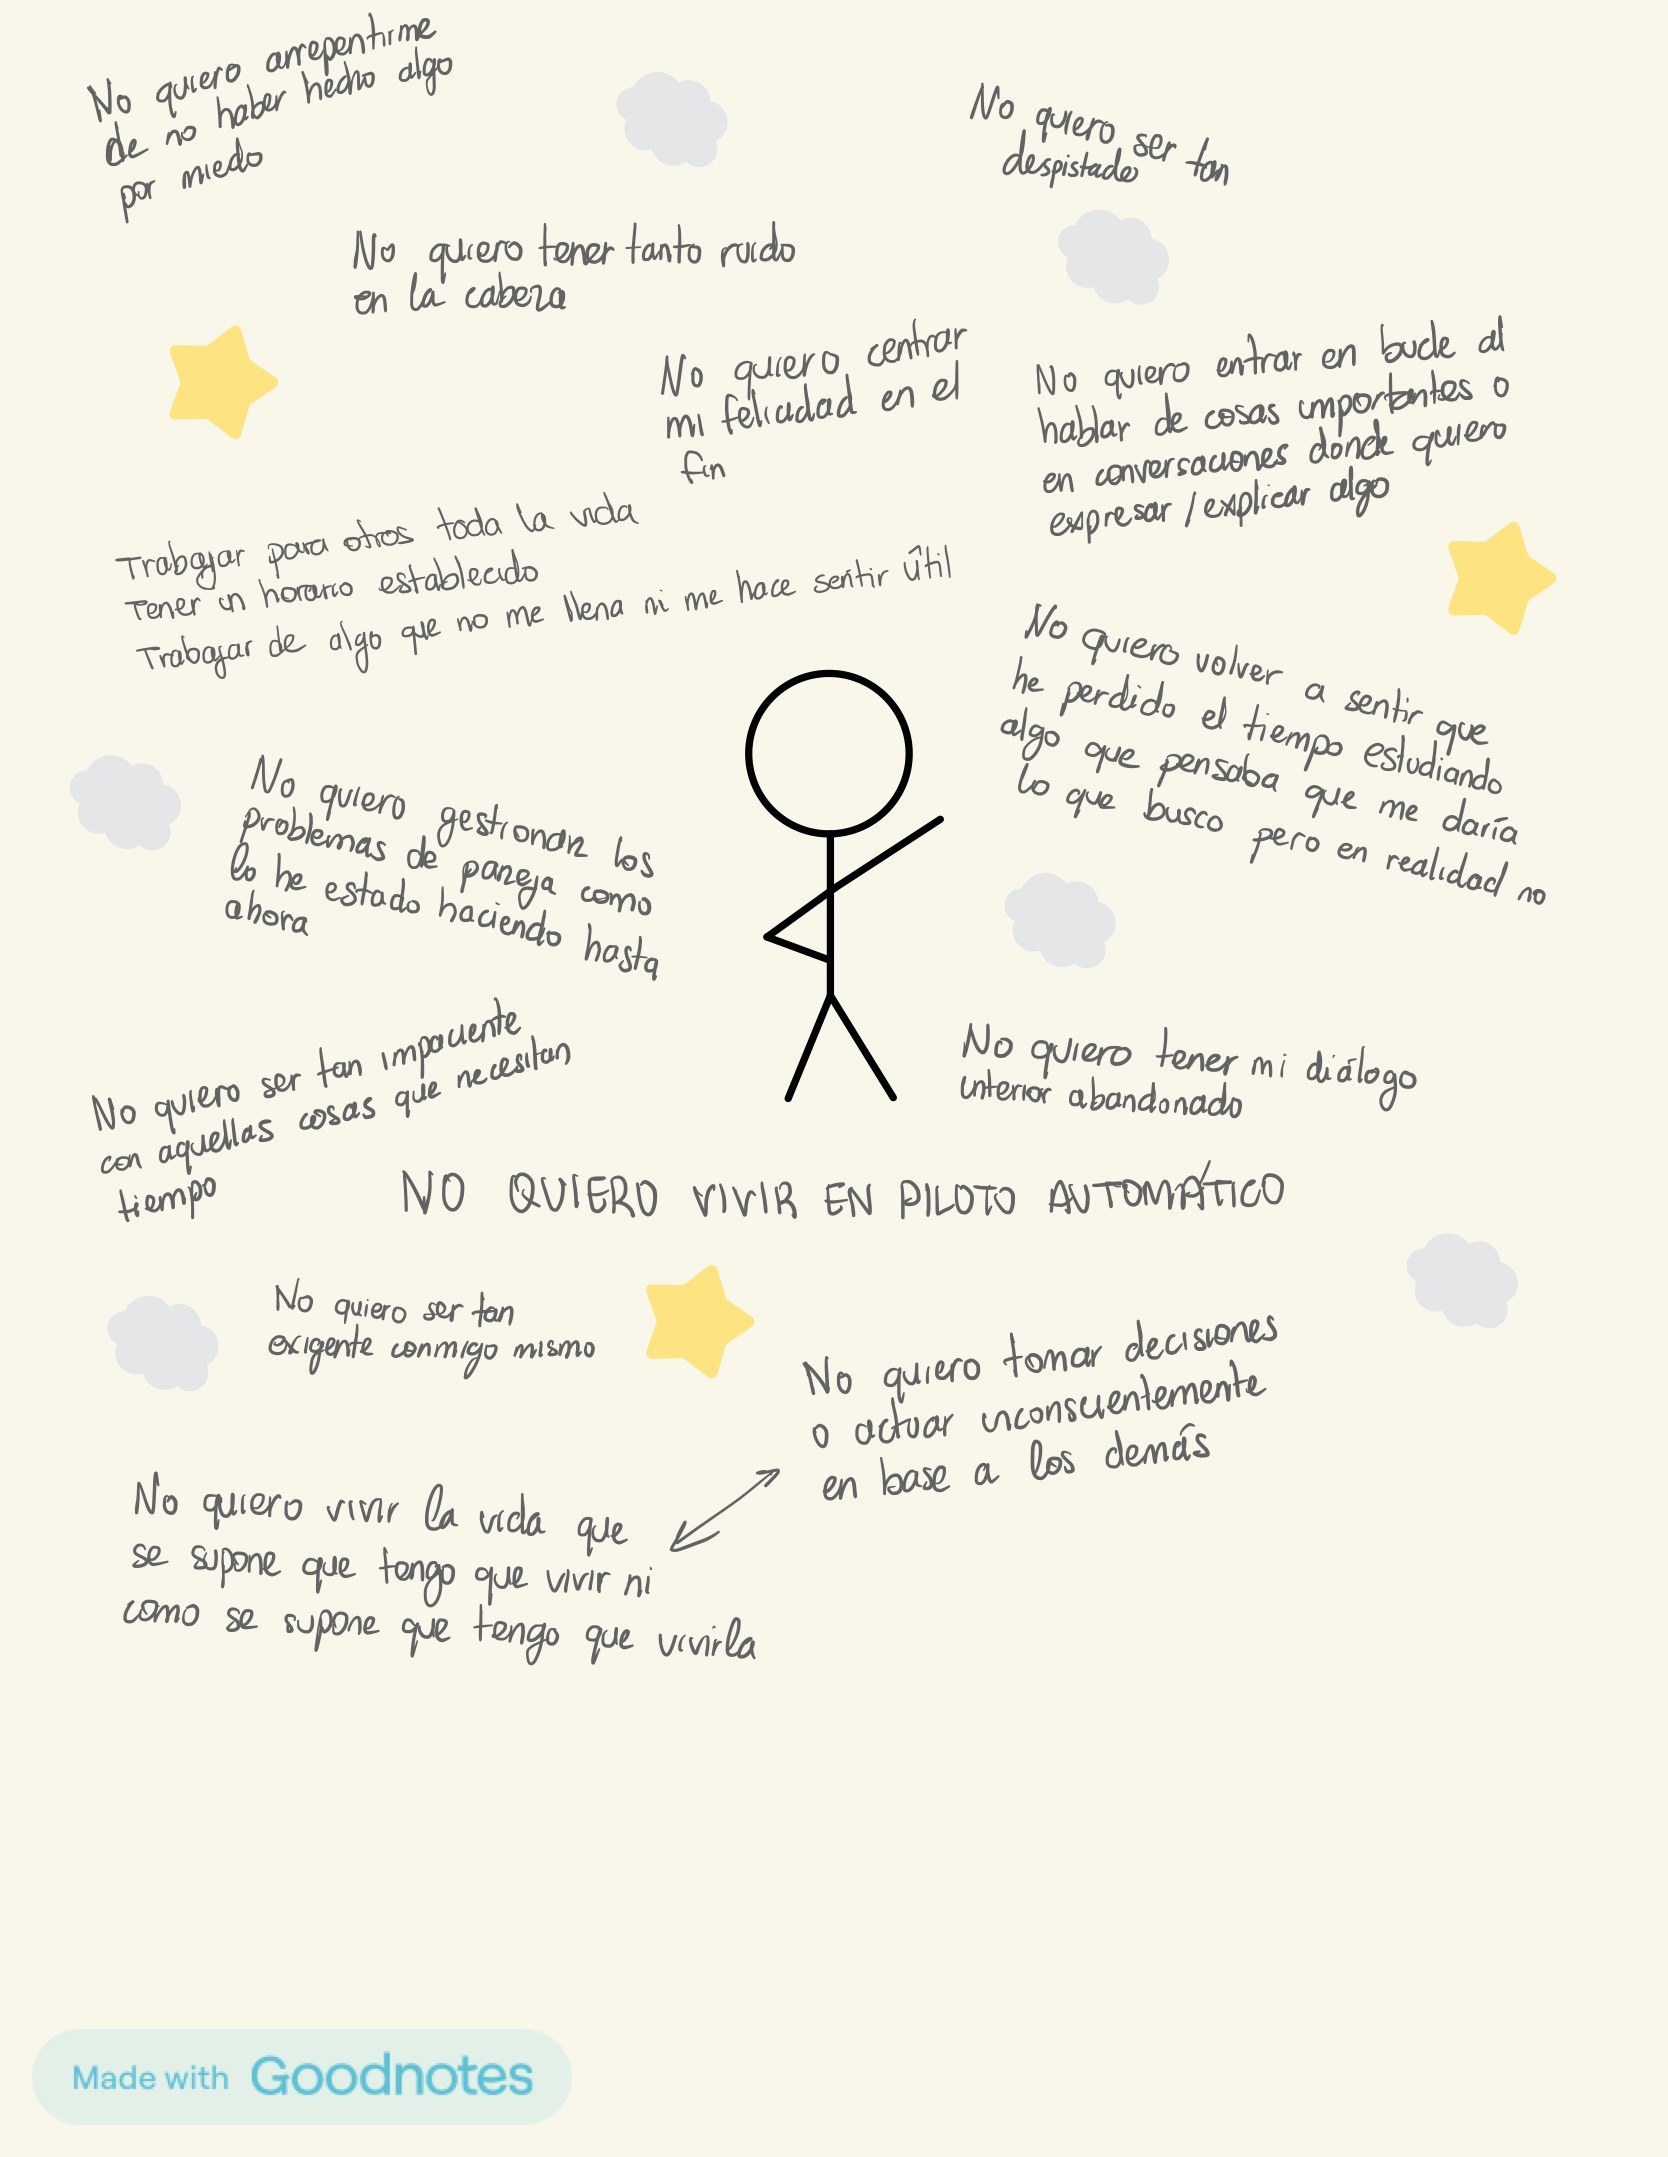 No quiero arrepentirme
de no haber hecho algo
por miedo
No quiero ser tan
despistado
No quiero tener tanto ruido
en la cabeza
No quiero centrar
mi felicidad en el
fin
No quiero entrar en bucle al
hablar de cosas importantes o
en conversaciones donde quiero
expresar / explicar algo
Trabajar para otros toda la vida
Tener un horario establecido
Trabajar de algo que no me llena ni me hace sentir útil
No quiero volver a sentir que
he perdido el tiempo estudiando
algo que pensaba que me daría
lo que busco pero en realidad no
No quiero gestionar los
problemas de pareja como
lo he estado haciendo hasta
ahora
No quiero ser tan impaciente
con aquellas cosas que necesitan
tiempo
No quiero tener mi diálogo
interior abandonado
NO QUIERO VIVIR EN PILOTO AUTOMÁTICO
No quiero ser tan
exigente conmigo mismo
No quiero tomar decisiones
o actuar inconscientemente
en base a los demás
No quiero vivir la vida que
se supone que tengo que vivir ni
como se supone que tengo que vivirla
Made with Goodnotes